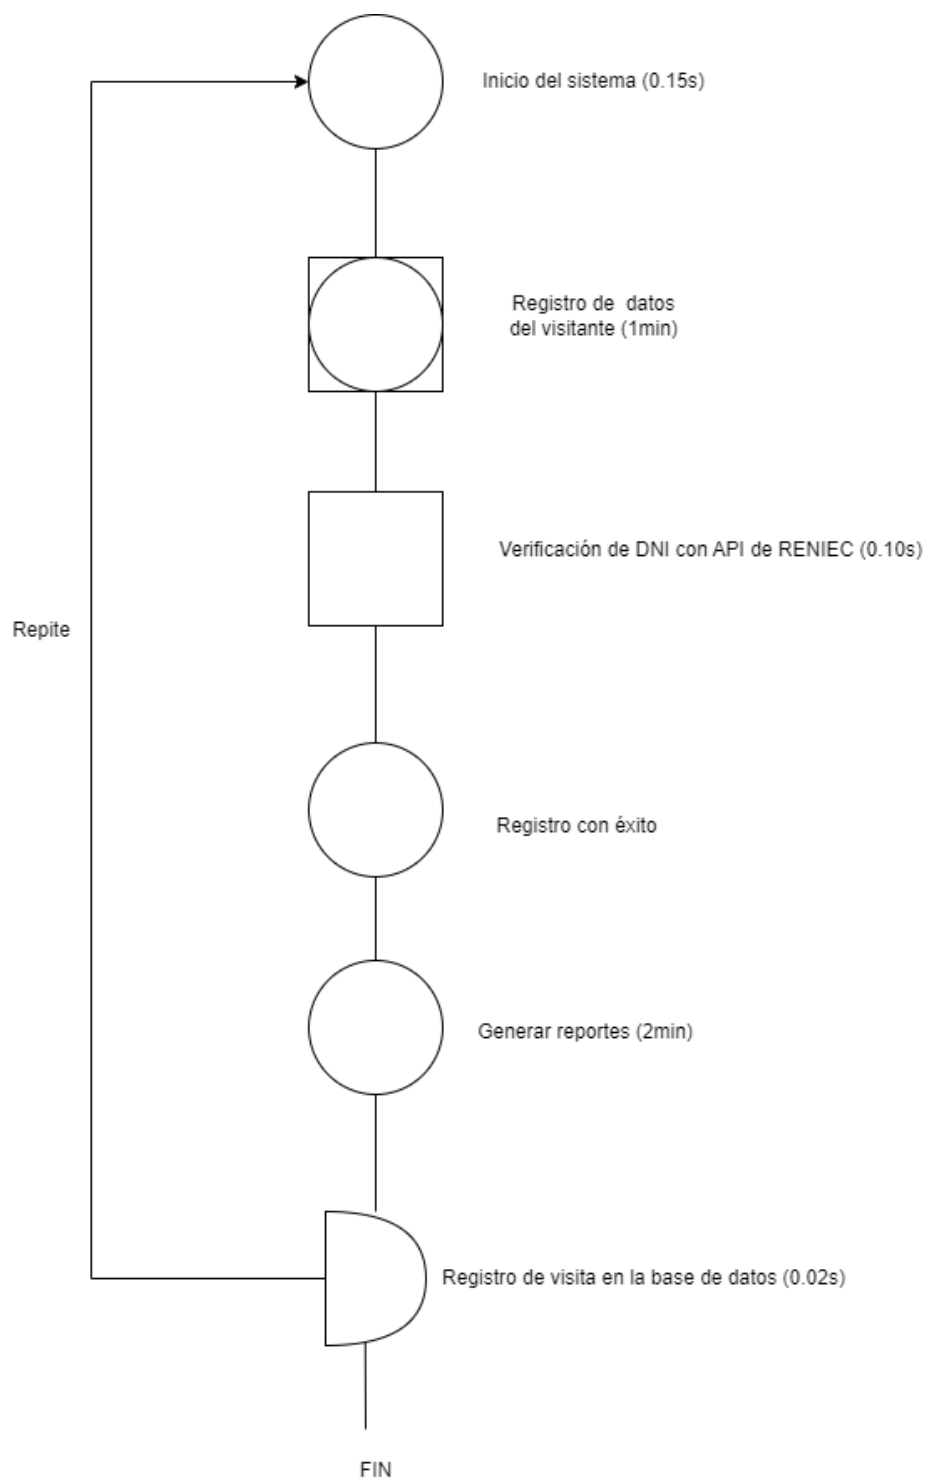 Inicio del sistema (0.15s)
Registro de datos
del visitante (1min)
Verificación de DNI con API de RENIEC (0.10s)
Repite
Registro con éxito
Generar reportes (2min)
Registro de visita en la base de datos (0.02s)
FIN